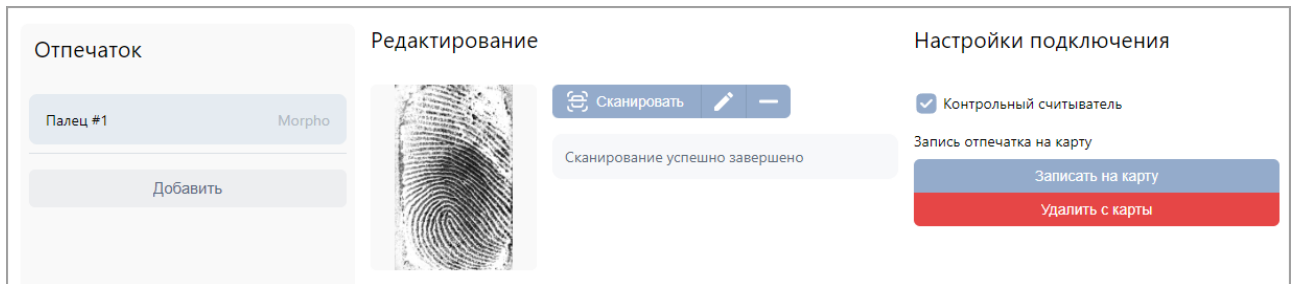 Отпечаток
Палец #1 Morpho
Добавить
Редактирование
Сканировать
Сканирование успешно завершено
Настройки подключения
Контрольный считыватель
Запись отпечатка на карту
Записать на карту
Удалить с карты